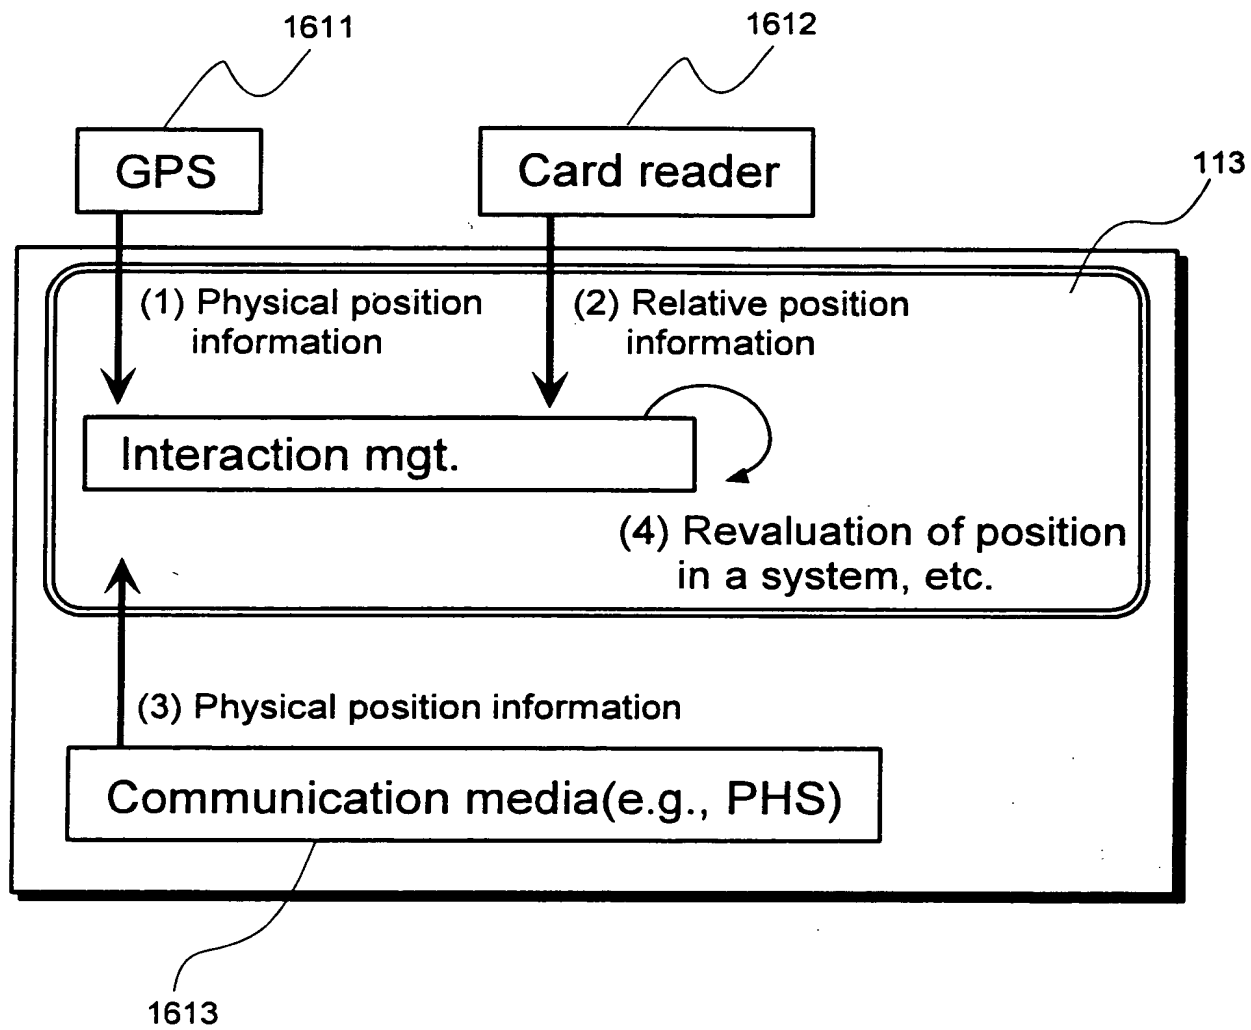 1611
1612
GPS
Card reader
113
(1) Physical position
information
(2) Relative position
information
Interaction mgt.
(4) Revaluation of position
in a system, etc.
(3) Physical position information
Communication media(e.g., PHS)
1613